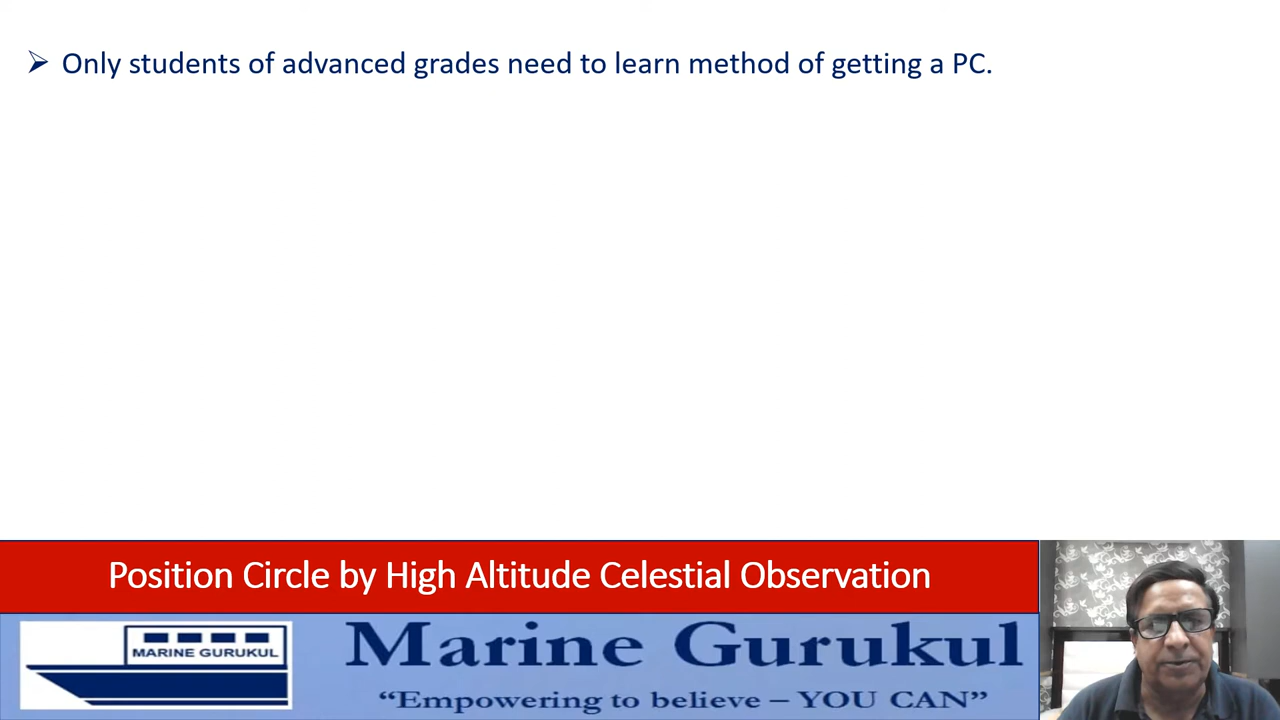 ➢ Only students of advanced grades need to learn method of getting a PC.
Position Circle by High Altitude Celestial Observation
MARINE GURUKUL
Marine Gurukul
“Empowering to believe – YOU CAN”